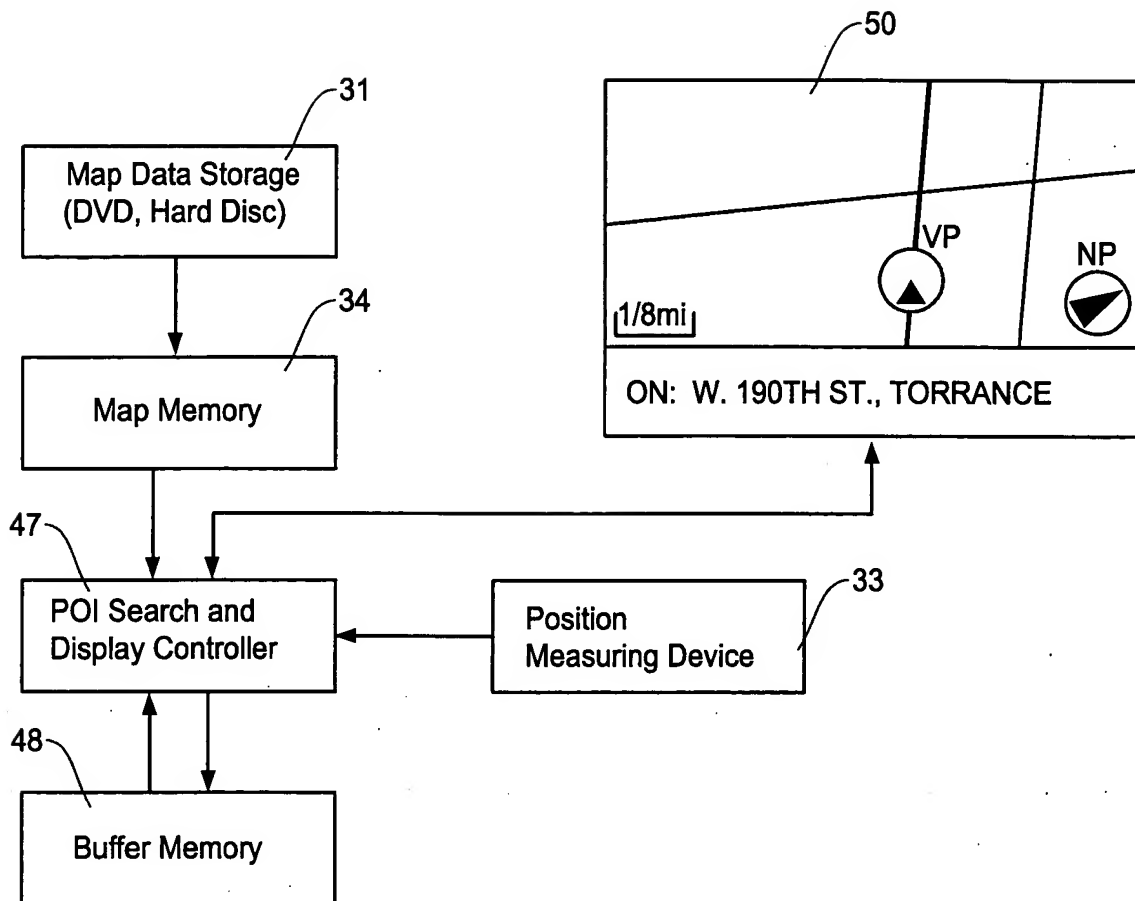 50
31
Map Data Storage
(DVD, Hard Disc)
VP
NP
34
1/8mi
Map Memory
ON: W. 190TH ST., TORRANCE
47
POI Search and
Display Controller
33
Position
Measuring Device
48
Buffer Memory